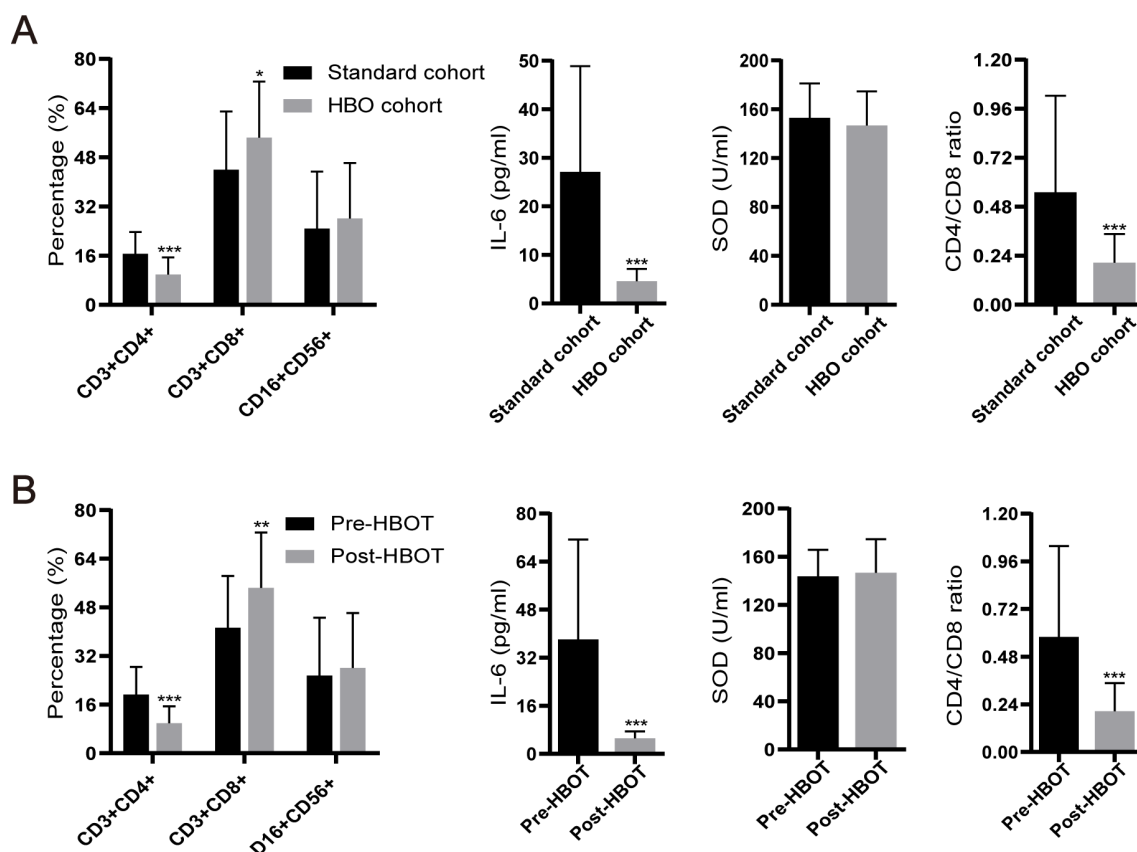 A
Percentage (%)
80
64
48
32
16
0
* 
***
Standard cohort
HBO cohort
CD3+CD4+
CD3+CD8+
CD16+CD56+
IL-6 (pg/ml)
50
40
30
20
10
0
***
Standard cohort
HBO cohort
SOD (U/ml)
200
160
120
80
40
0
Standard cohort
HBO cohort
CD4/CD8 ratio
1.20
0.96
0.72
0.48
0.24
0.00
***
Standard cohort
HBO cohort
B
Percentage (%)
80
64
48
32
16
0
**
***
Pre-HBOT
Post-HBOT
CD3+CD4+
CD3+CD8+
D16+CD56+
IL-6 (pg/ml)
80
64
48
32
16
0
***
Pre-HBOT
Post-HBOT
SOD (U/ml)
200
160
120
80
40
0
Pre-HBOT
Post-HBOT
CD4/CD8 ratio
1.20
0.96
0.72
0.48
0.24
0.00
***
Pre-HBOT
Post-HBOT